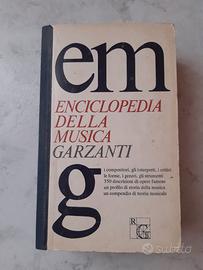 em
ENCICLOPEDIA
DELLA
MUSICA
GARZANTI
i compositori, gli interpreti, i critici
le forme, i generi, gli strumenti
350 descrizioni di opere famose
un profilo di storia della musica
un compendio di teoria musicale
g
subito